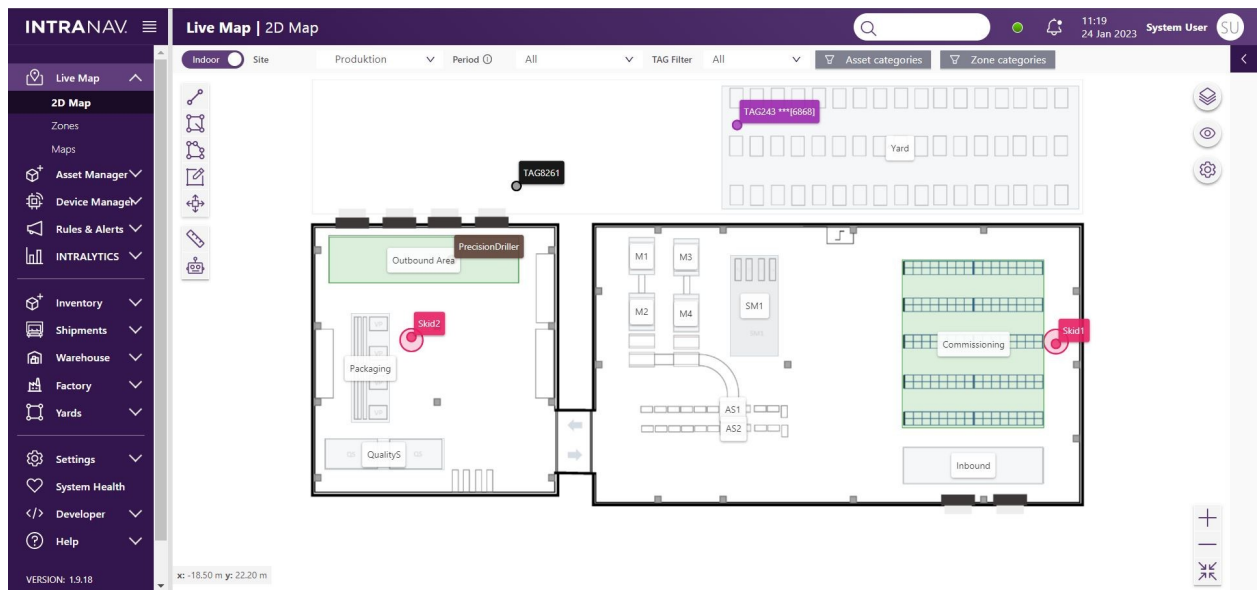 INTRANAV.
Live Map | 2D Map
11:19
24 Jan 2023
System User
SU
Indoor
Site
Produktion
Period
All
TAG Filter
All
Asset categories
Zone categories
Live Map
2D Map
Zones
Maps
Asset Manager
Device Manager
Rules & Alerts
INTRALYTICS
Inventory
Shipments
Warehouse
Factory
Yards
Settings
System Health
Developer
Help
VERSION: 1.9.18
TAG243 ***[6868]
Yard
TAG8261
PrecisionDriller
Outbound Area
M1
M3
M2
M4
SM1
Skid2
Skid1
Commissioning
Packaging
AS1
AS2
QualityS
Inbound
x: -18.50 m y: 22.20 m